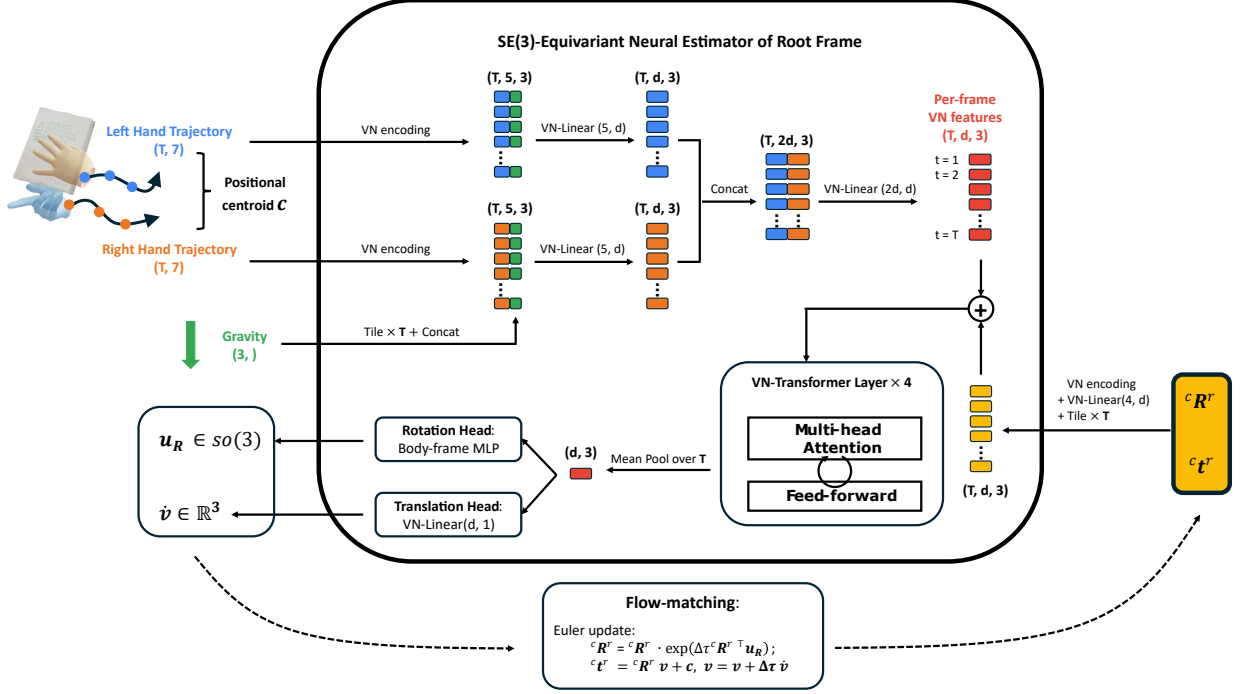 SE(3)-Equivariant Neural Estimator of Root Frame
Left Hand Trajectory
(T, 7)
Positional
centroid C
Right Hand Trajectory
(T, 7)
VN encoding
VN encoding
(T, 5, 3)
(T, 5, 3)
VN-Linear (5, d)
VN-Linear (5, d)
(T, d, 3)
(T, d, 3)
Concat
(T, 2d, 3)
VN-Linear (2d, d)
Per-frame
VN features
(T, d, 3)
t = 1
t = 2
t = T
Gravity
(3, )
Tile × T + Concat
+
VN-Transformer Layer × 4
Multi-head
Attention
Feed-forward
(T, d, 3)
VN encoding
+ VN-Linear(4, d)
+ Tile × T
ᶜRʳ
ᶜtʳ
Mean Pool over T
(d, 3)
Rotation Head:
Body-frame MLP
Translation Head:
VN-Linear(d, 1)
u_R ∈ so(3)
v̇ ∈ ℝ³
Flow-matching:
Euler update:
ᶜRʳ = ᶜRʳ · exp(Δτ ᶜRʳ ᵀ u_R) ;
ᶜtʳ = ᶜRʳ v + c, v = v + Δτ v̇